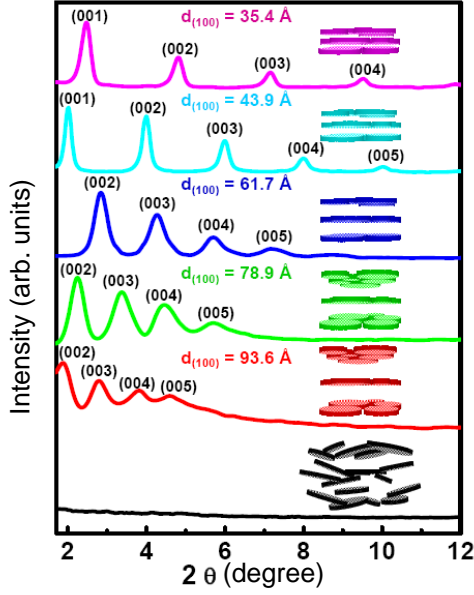 d(100) = 35.4 Å
(001)
(002)
(003)
(004)
d(100) = 43.9 Å
(001)
(002)
(003)
(004)
(005)
d(100) = 61.7 Å
(002)
(003)
(004)
(005)
d(100) = 78.9 Å
(002)
(003)
(004)
(005)
d(100) = 93.6 Å
(002)
(003)
(004)
(005)
Intensity (arb. units)
2 4 6 8 10 12
2 θ (degree)